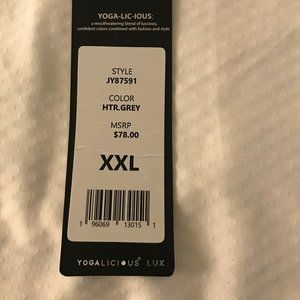 YOGA-LIC-IOUS:
a mouthwatering blend of luscious,
confident colors combined with fashion and style.
STYLE
JY87591
COLOR
HTR.GREY
MSRP
$78.00
XXL
1 96069 13015 1
YOGALICIOUS® LUX